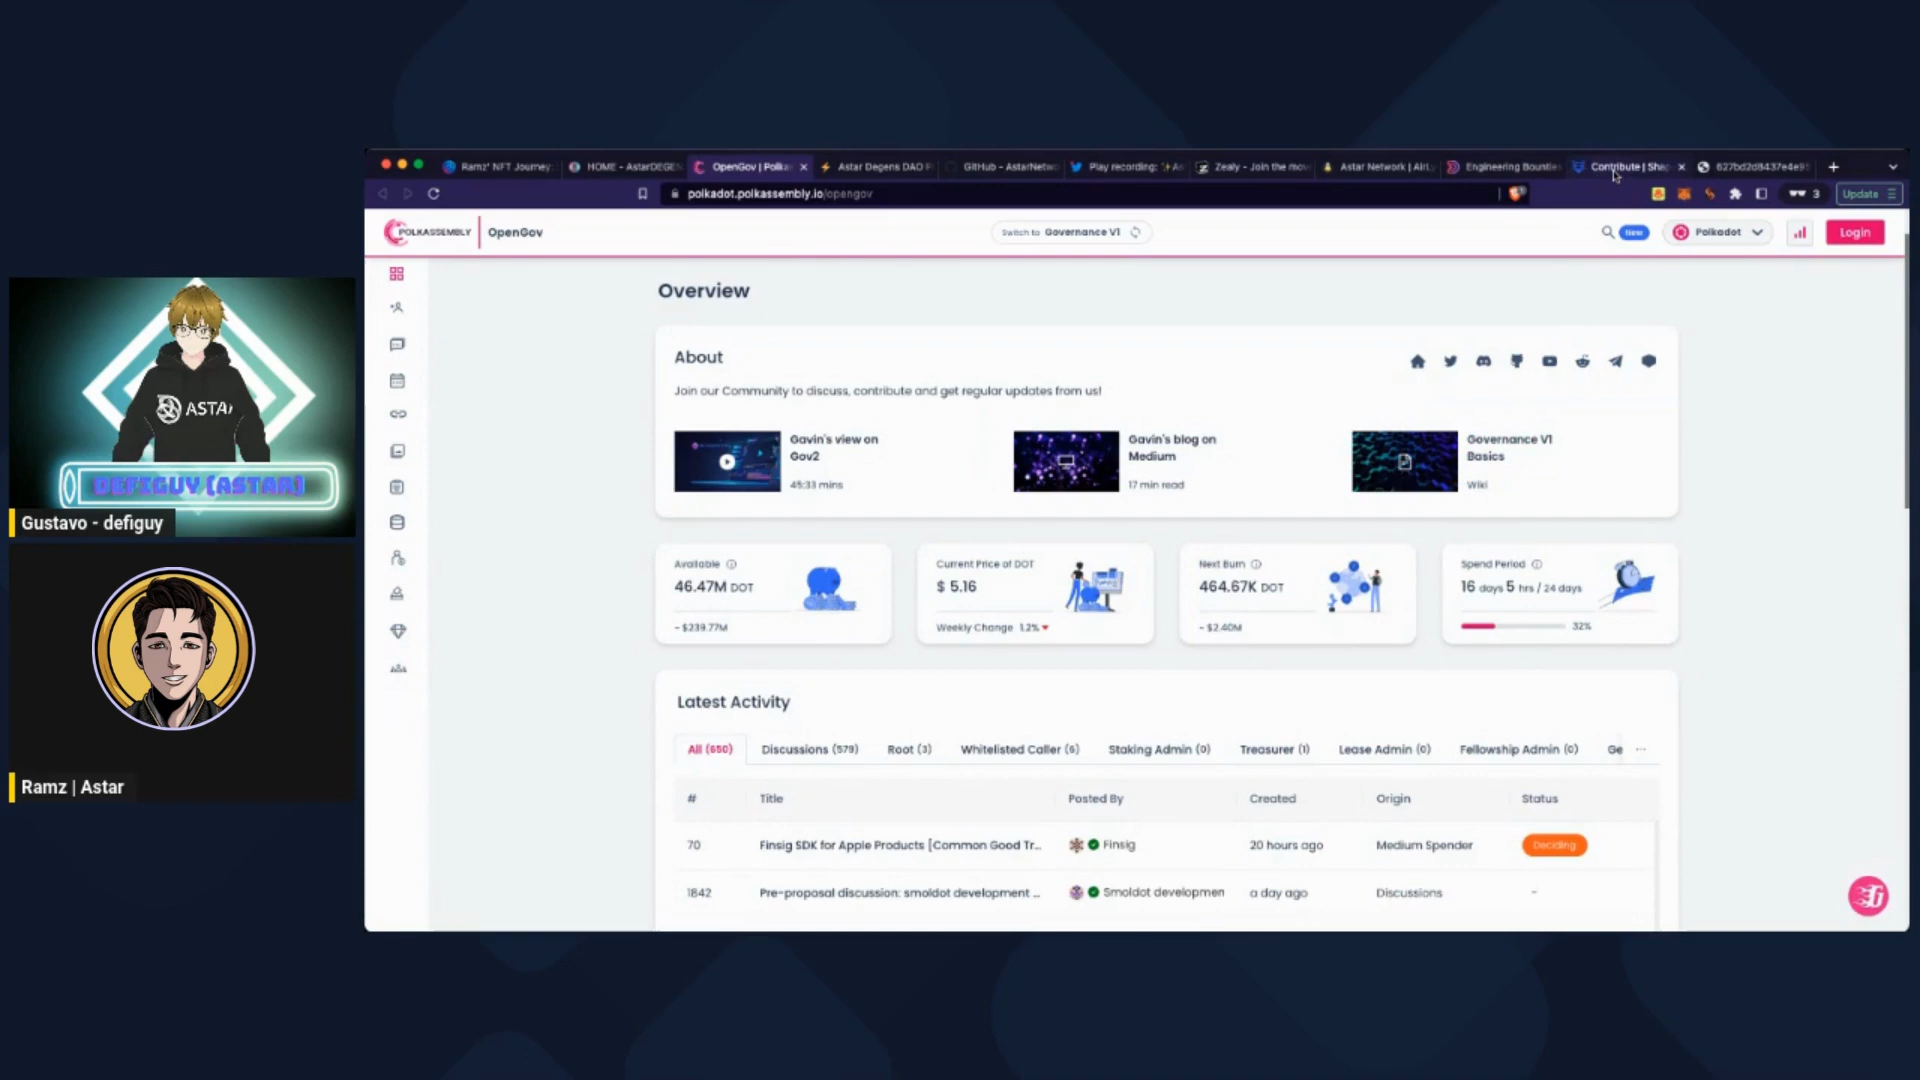 Ramz' NFT Journey:
HOME - AstarDEGEN
OpenGov | Polka
Astar Degens DAO
GitHub - AstarNetwo
Play recording:
Zealy - Join the mov
Astar Network | Airt
Engineering Bountie
Contribute | She
polkadot.polkassembly.io/opengov
3
Update
POLKASSEMBLY
OpenGov
Switch to Governance V1
New
Polkadot
Login
Overview
About
Join our Community to discuss, contribute and get regular updates from us!
Gavin's view on
Gov2
45:33 mins
Gavin's blog on
Medium
17 min read
Governance V1
Basics
Wiki
Available
46.47M DOT
~ $239.77M
Current Price of DOT
$ 5.16
Weekly Change 1.2%
Next Burn
464.67K DOT
~ $2.40M
Spend Period
16 days 5 hrs / 24 days
32%
Latest Activity
All (650) Discussions (579) Root (3) Whitelisted Caller (6) Staking Admin (0) Treasurer (1) Lease Admin (0) Fellowship Admin (0) Ge ...
# Title Posted By Created Origin Status
70 Finsig SDK for Apple Products [Common Good Tr... Finsig 20 hours ago Medium Spender Deciding
1842 Pre-proposal discussion: smoldot development ... Smoldot developmen a day ago Discussions -
ASTAR
DEFIGUY (ASTAR)
Gustavo - defiguy
Ramz | Astar